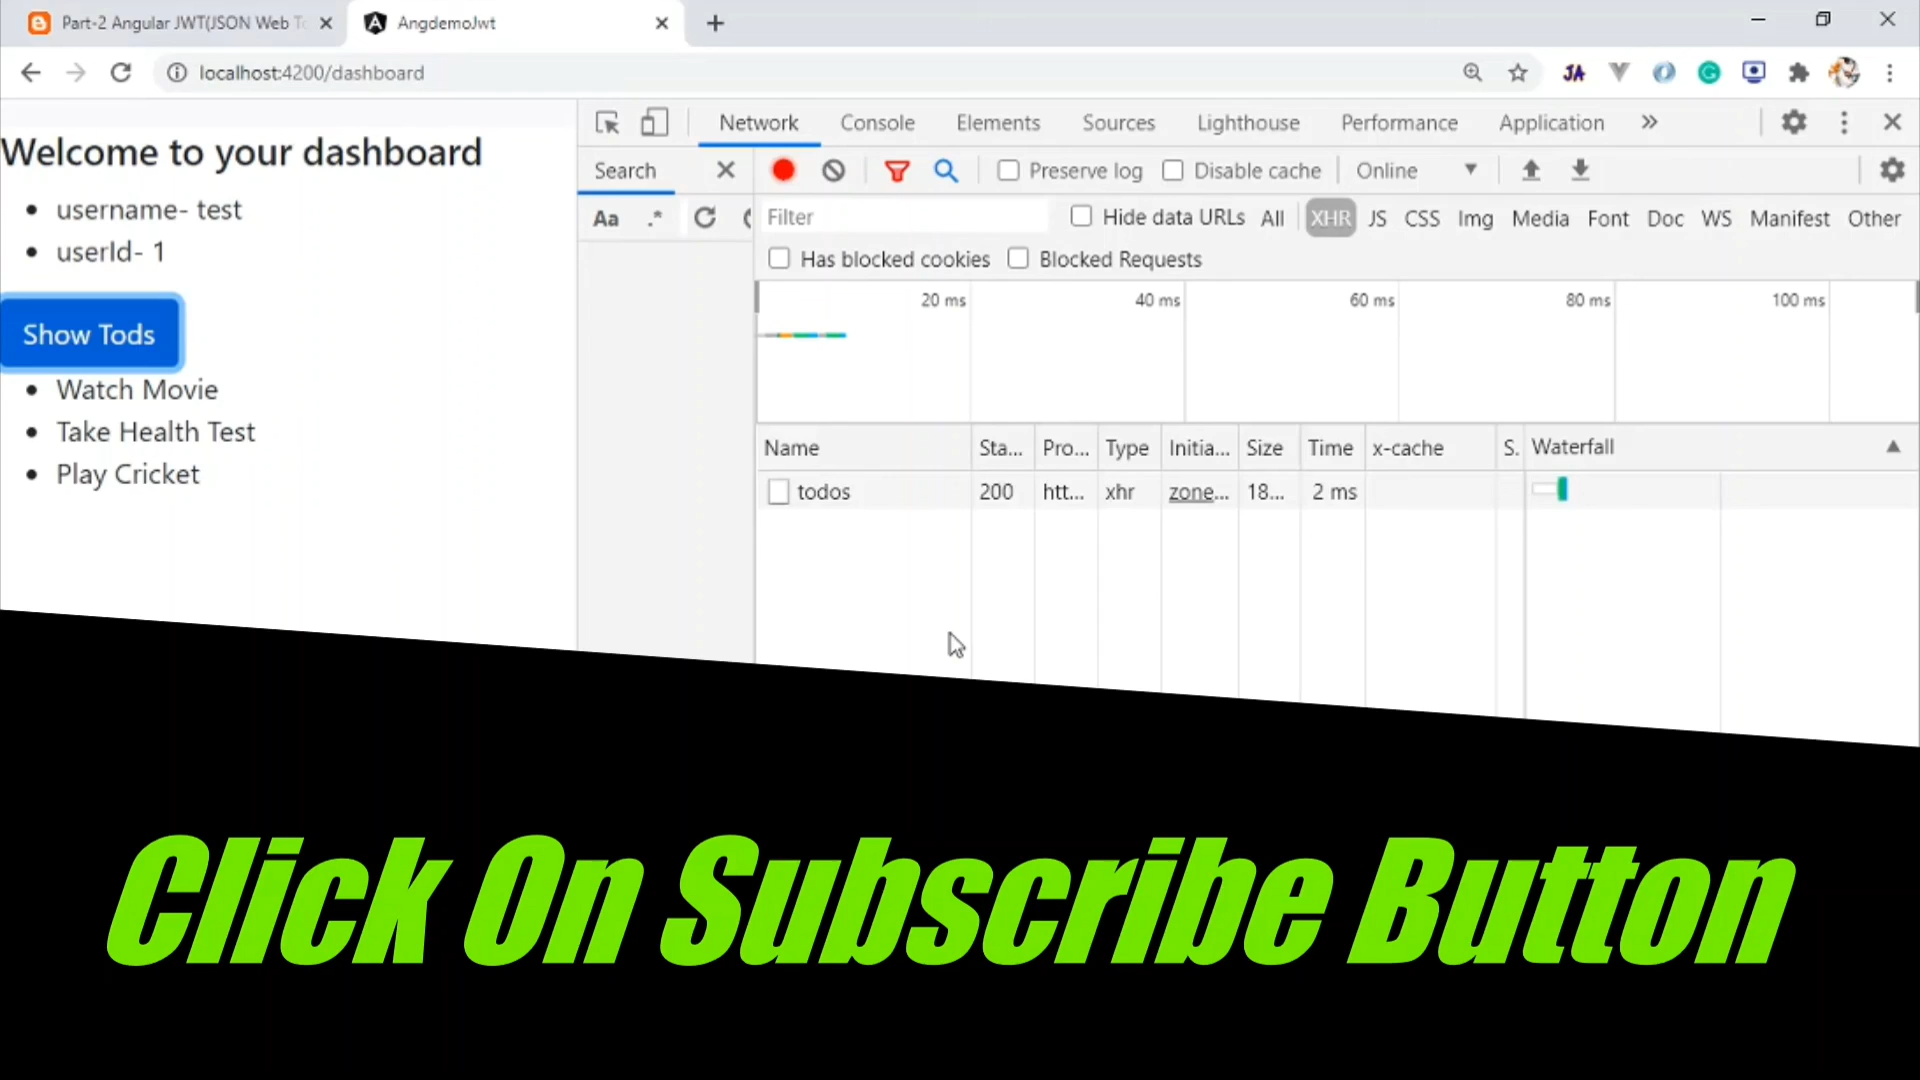 Part-2 Angular JWT(JSON Web To
AngdemoJwt
localhost:4200/dashboard
JA
Welcome to your dashboard
username- test
userId- 1
Show Tods
Watch Movie
Take Health Test
Play Cricket
Network Console Elements Sources Lighthouse Performance Application
Search
Preserve log Disable cache Online
Aa .*
Filter Hide data URLs All XHR JS CSS Img Media Font Doc WS Manifest Other
Has blocked cookies Blocked Requests
20 ms 40 ms 60 ms 80 ms 100 ms
Name Sta... Pro... Type Initia... Size Time x-cache S. Waterfall
todos 200 htt... xhr zone... 18... 2 ms
Click On Subscribe Button